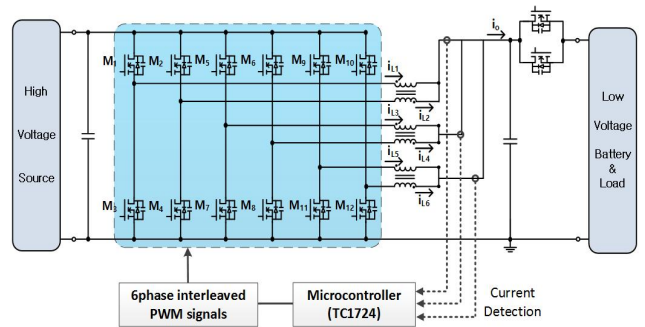 High
Voltage
Source
M1
M2
M5
M6
M9
M10
M3
M4
M7
M8
M11
M12
iL1
iL2
iL3
iL4
iL5
iL6
io
Low
Voltage
Battery
&
Load
6phase interleaved
PWM signals
Microcontroller
(TC1724)
Current
Detection